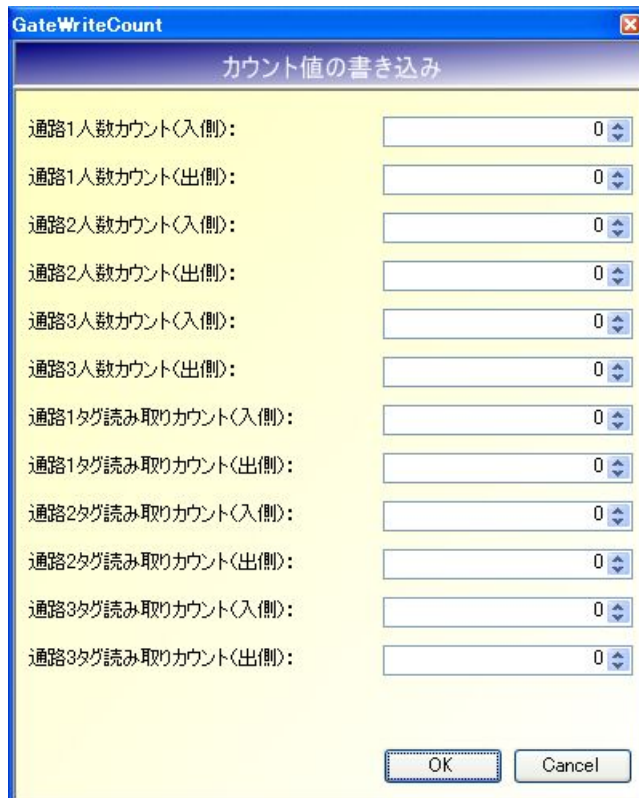 GateWriteCount
カウント値の書き込み
通路1人数カウント(入側): 0
通路1人数カウント(出側): 0
通路2人数カウント(入側): 0
通路2人数カウント(出側): 0
通路3人数カウント(入側): 0
通路3人数カウント(出側): 0
通路1タグ読み取りカウント(入側): 0
通路1タグ読み取りカウント(出側): 0
通路2タグ読み取りカウント(入側): 0
通路2タグ読み取りカウント(出側): 0
通路3タグ読み取りカウント(入側): 0
通路3タグ読み取りカウント(出側): 0
OK Cancel